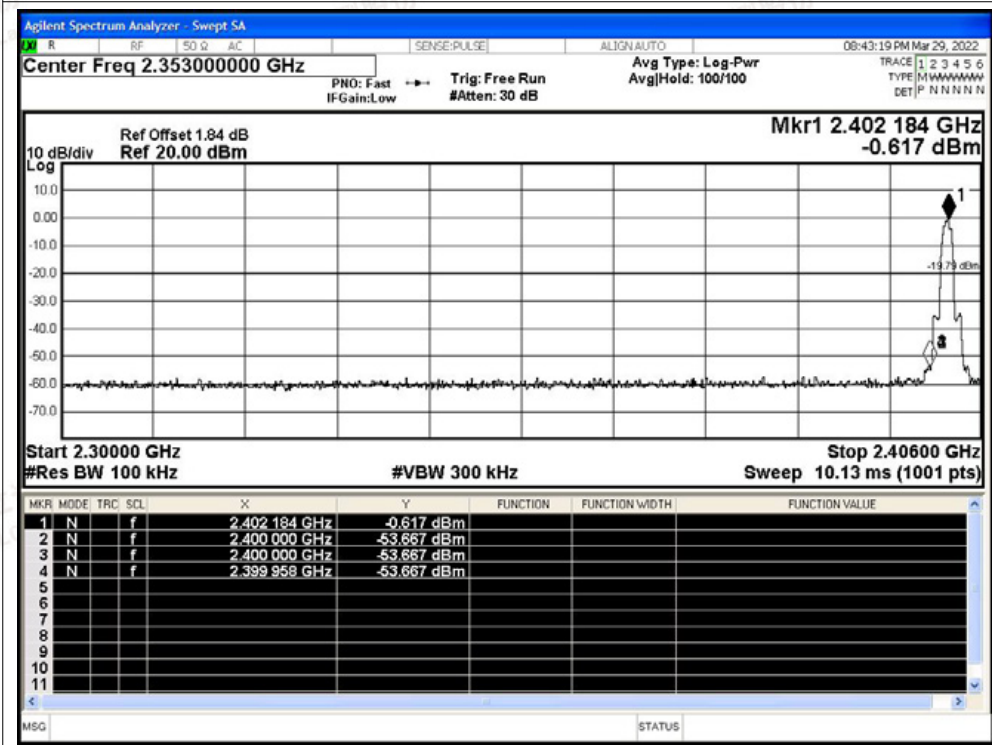 Agilent Spectrum Analyzer - Swept SA
R RF 50 Ω AC SENSE:PULSE ALIGN AUTO 08:43:19 PM Mar 29, 2022
Center Freq 2.353000000 GHz
PNO: Fast
IFGain:Low
Trig: Free Run
#Atten: 30 dB
Avg Type: Log-Pwr
Avg|Hold: 100/100
TRACE 1 2 3 4 5 6
TYPE M
DET P N N N N N
Mkr1 2.402 184 GHz
-0.617 dBm
Ref Offset 1.84 dB
10 dB/div Ref 20.00 dBm
Log
10.0
0.00
-10.0
-20.0
-30.0
-40.0
-50.0
-60.0
-70.0
1
-19.79 dBm
Start 2.30000 GHz Stop 2.40600 GHz
#Res BW 100 kHz #VBW 300 kHz Sweep 10.13 ms (1001 pts)
MKR MODE TRC SCL X Y FUNCTION FUNCTION WIDTH FUNCTION VALUE
1 N f 2.402 184 GHz -0.617 dBm
2 N f 2.400 000 GHz -53.667 dBm
3 N f 2.400 000 GHz -53.667 dBm
4 N f 2.399 958 GHz -53.667 dBm
5
6
7
8
9
10
11
MSG STATUS